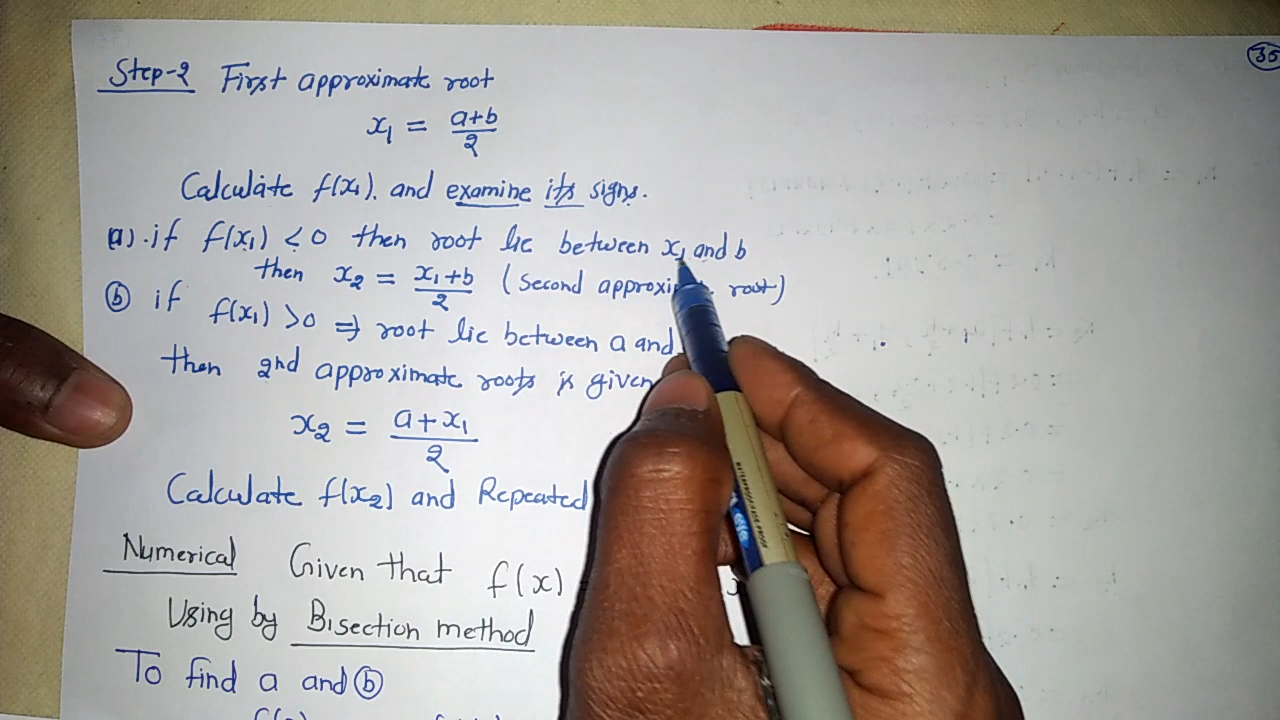 35
Step-2 First approximate root
x₁ = a+b/2
Calculate f(x₁). and examine its signs.
(a). if f(x₁) < 0 then root lie between x₁ and b
then x₂ = x₁+b/2 (second approxi root)
ⓑ if f(x₁) >0 ⇒ root lie between a and
then 2nd approximate roots is given
x₂ = a+x₁/2
Calculate f(x₂) and Repeated
Numerical Given that f(x)
Using by Bisection method
To find a and ⓑ